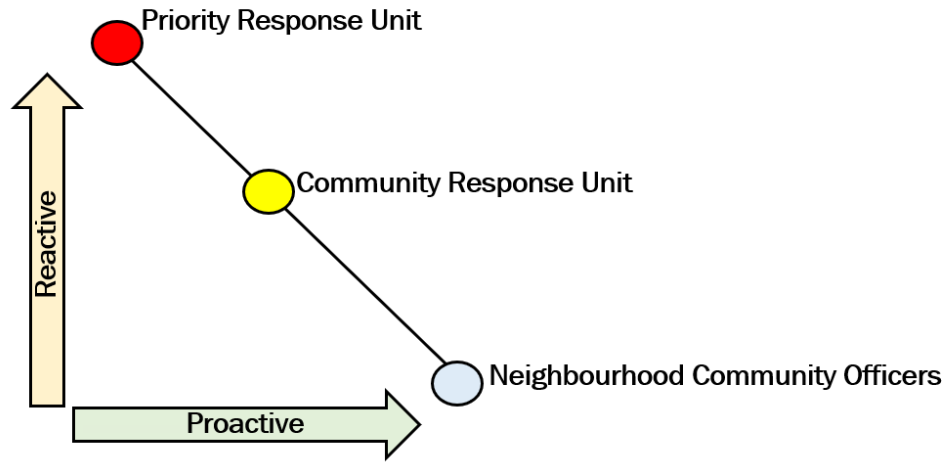 Priority Response Unit
Community Response Unit
Reactive
Neighbourhood Community Officers
Proactive